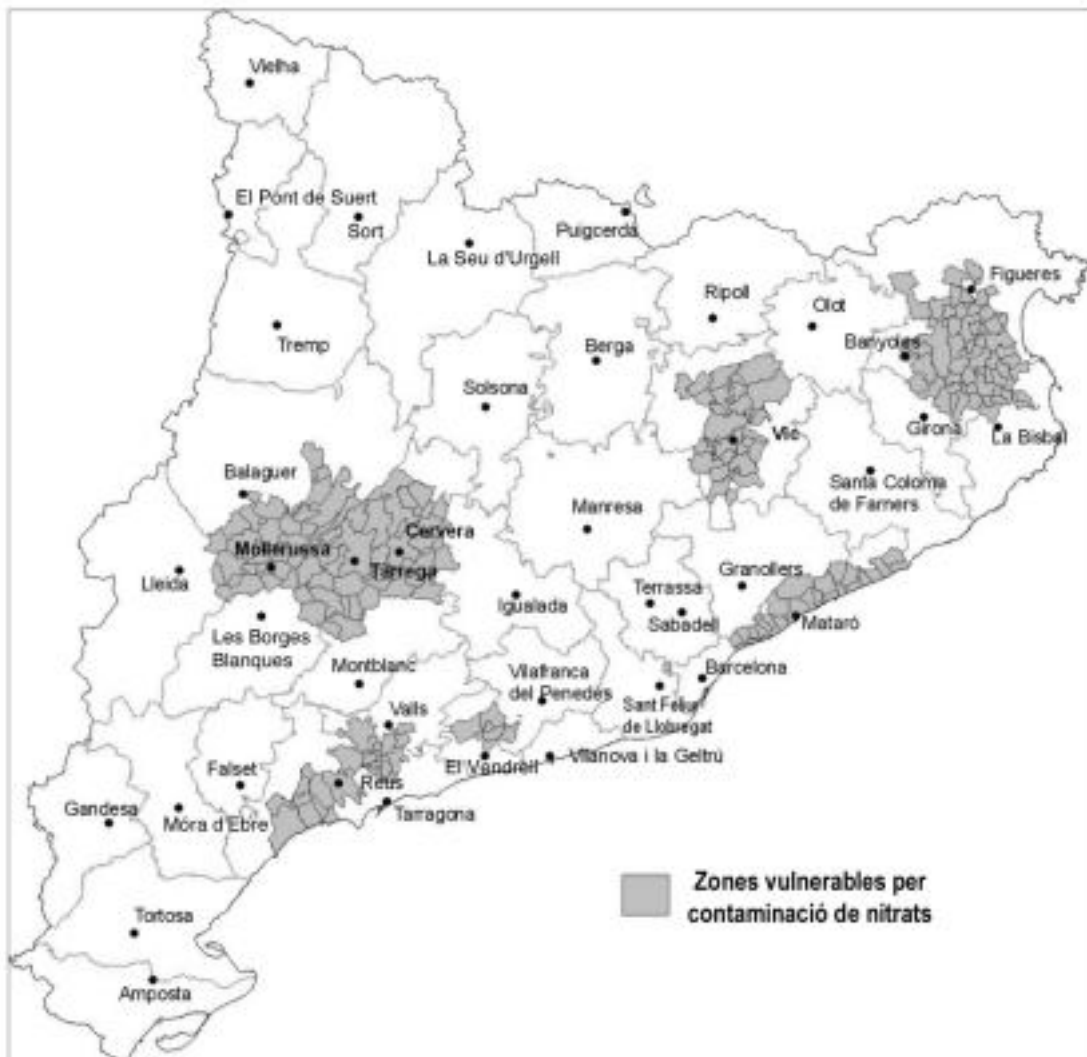 Vielha
El Pont de Suert
Sort
Puigcerdà
La Seu d'Urgell
Figueres
Ripoll
Olot
Tremp
Berga
Banyoles
Solsona
Girona
La Bisbal
Vic
Balaguer
Santa Coloma
de Farners
Manresa
Cervera
Mollerussa
Tàrrega
Lleida
Granollers
Terrassa
Igualada
Sabadell
Mataró
Les Borges
Blanques
Montblanc
Vilafranca
del Penedès
Barcelona
Sant Feliu
de Llobregat
Valls
Vilanova i la Geltrú
El Vendrell
Falset
Reus
Tarragona
Gandesa
Móra d'Ebre
Zones vulnerables per
contaminació de nitrats
Tortosa
Amposta